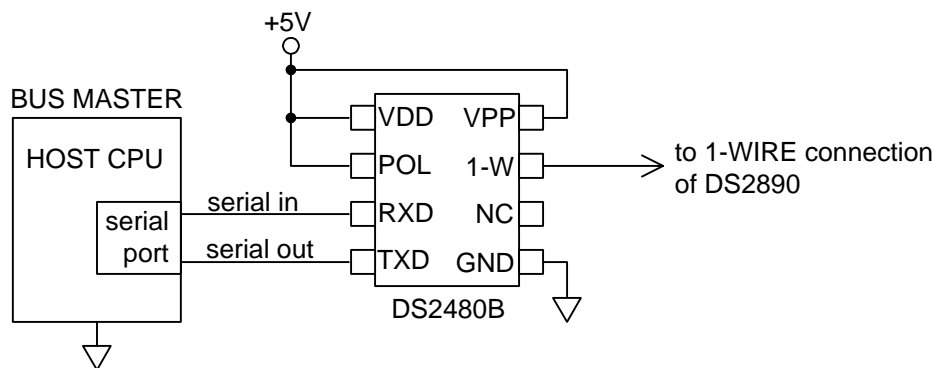 +5V
BUS MASTER
HOST CPU
serial
port
serial in
serial out
VDD
POL
RXD
TXD
VPP
1-W
NC
GND
DS2480B
to 1-WIRE connection
of DS2890